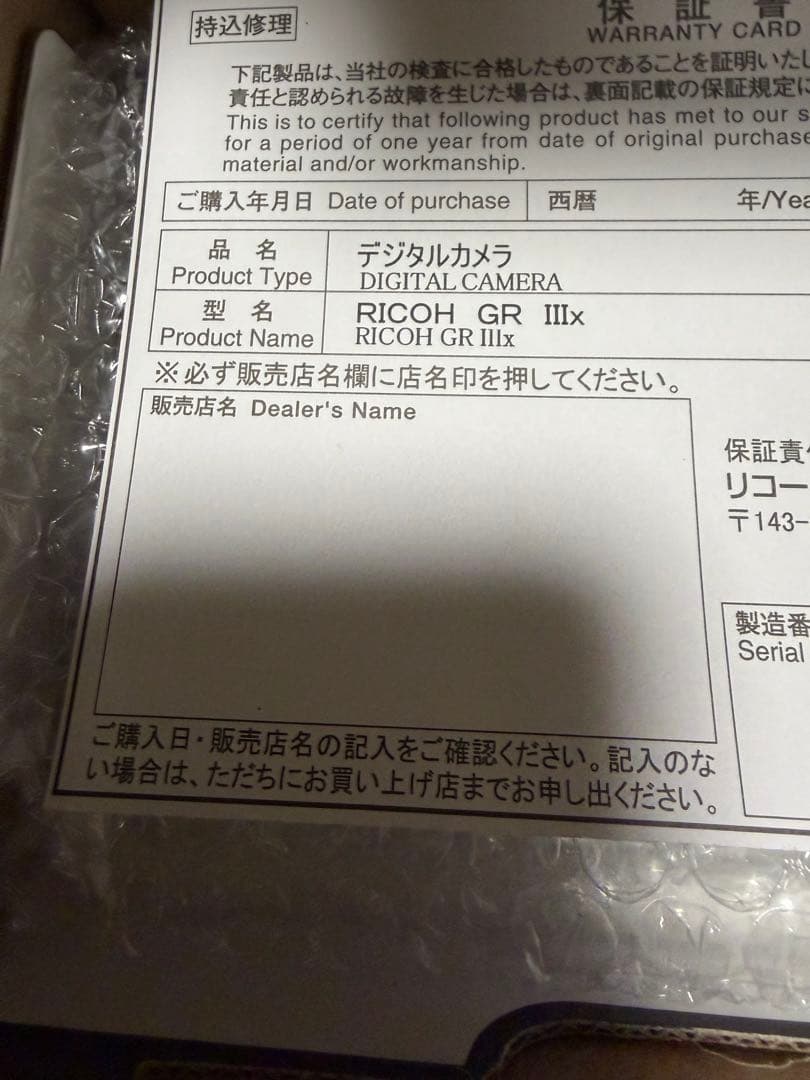 持込修理
保証書
WARRANTY CARD
下記製品は、当社の検査に合格したものであることを証明いたし
責任と認められる故障を生じた場合は、裏面記載の保証規定に
This is to certify that following product has met to our s
for a period of one year from date of original purchase
material and/or workmanship.
ご購入年月日 Date of purchase 西暦 年/Yea
品名 デジタルカメラ
Product Type DIGITAL CAMERA
型名 RICOH GR IIIx
Product Name RICOH GR IIIx
※必ず販売店名欄に店名印を押してください。
販売店名 Dealer's Name
保証責
リコー
〒143-
製造番
Serial
ご購入日・販売店名の記入をご確認ください。記入のな
い場合は、ただちにお買い上げ店までお申し出ください。